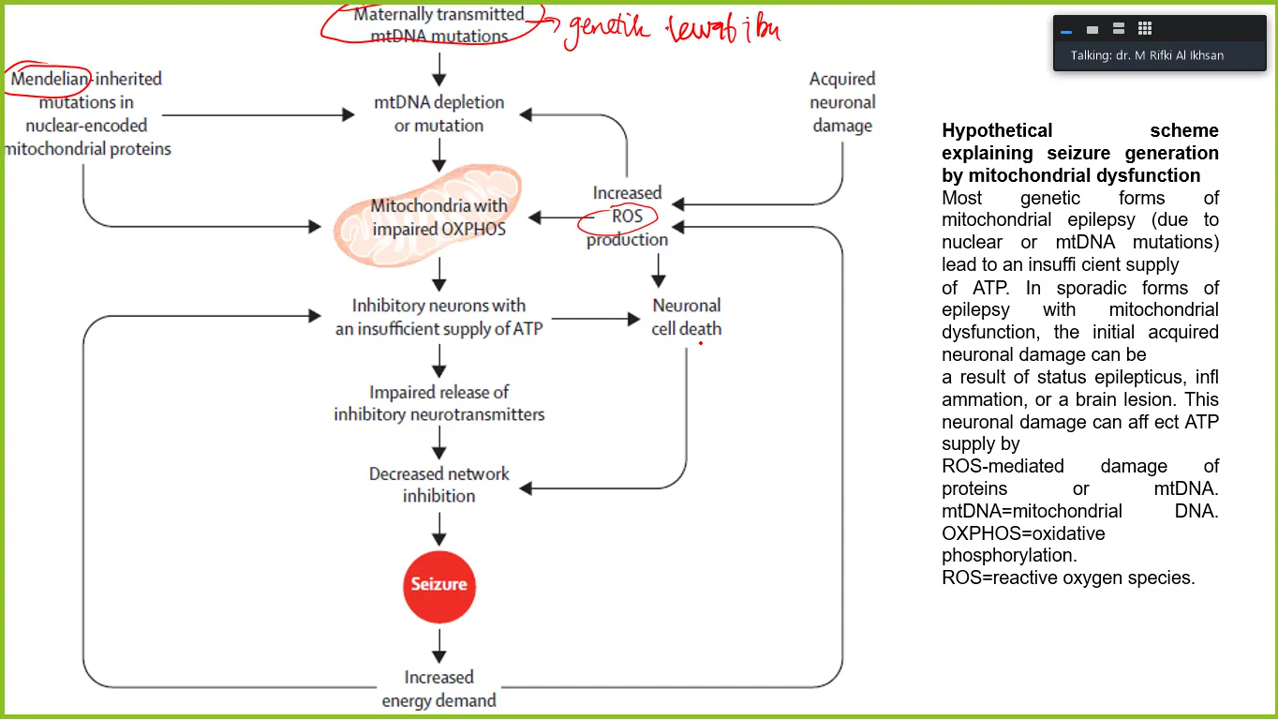 Maternally transmitted
mtDNA mutations
genetik lewat ibu
Talking: dr. M Rifki Al Ikhsan
Mendelian-inherited
mutations in
nuclear-encoded
mitochondrial proteins
mtDNA depletion
or mutation
Acquired
neuronal
damage
Mitochondria with
impaired OXPHOS
Increased
ROS
production
Inhibitory neurons with
an insufficient supply of ATP
Neuronal
cell death
Impaired release of
inhibitory neurotransmitters
Decreased network
inhibition
Seizure
Increased
energy demand
Hypothetical scheme
explaining seizure generation
by mitochondrial dysfunction
Most genetic forms of
mitochondrial epilepsy (due to
nuclear or mtDNA mutations)
lead to an insuffi cient supply
of ATP. In sporadic forms of
epilepsy with mitochondrial
dysfunction, the initial acquired
neuronal damage can be
a result of status epilepticus, infl
ammation, or a brain lesion. This
neuronal damage can aff ect ATP
supply by
ROS-mediated damage of
proteins or mtDNA.
mtDNA=mitochondrial DNA.
OXPHOS=oxidative
phosphorylation.
ROS=reactive oxygen species.